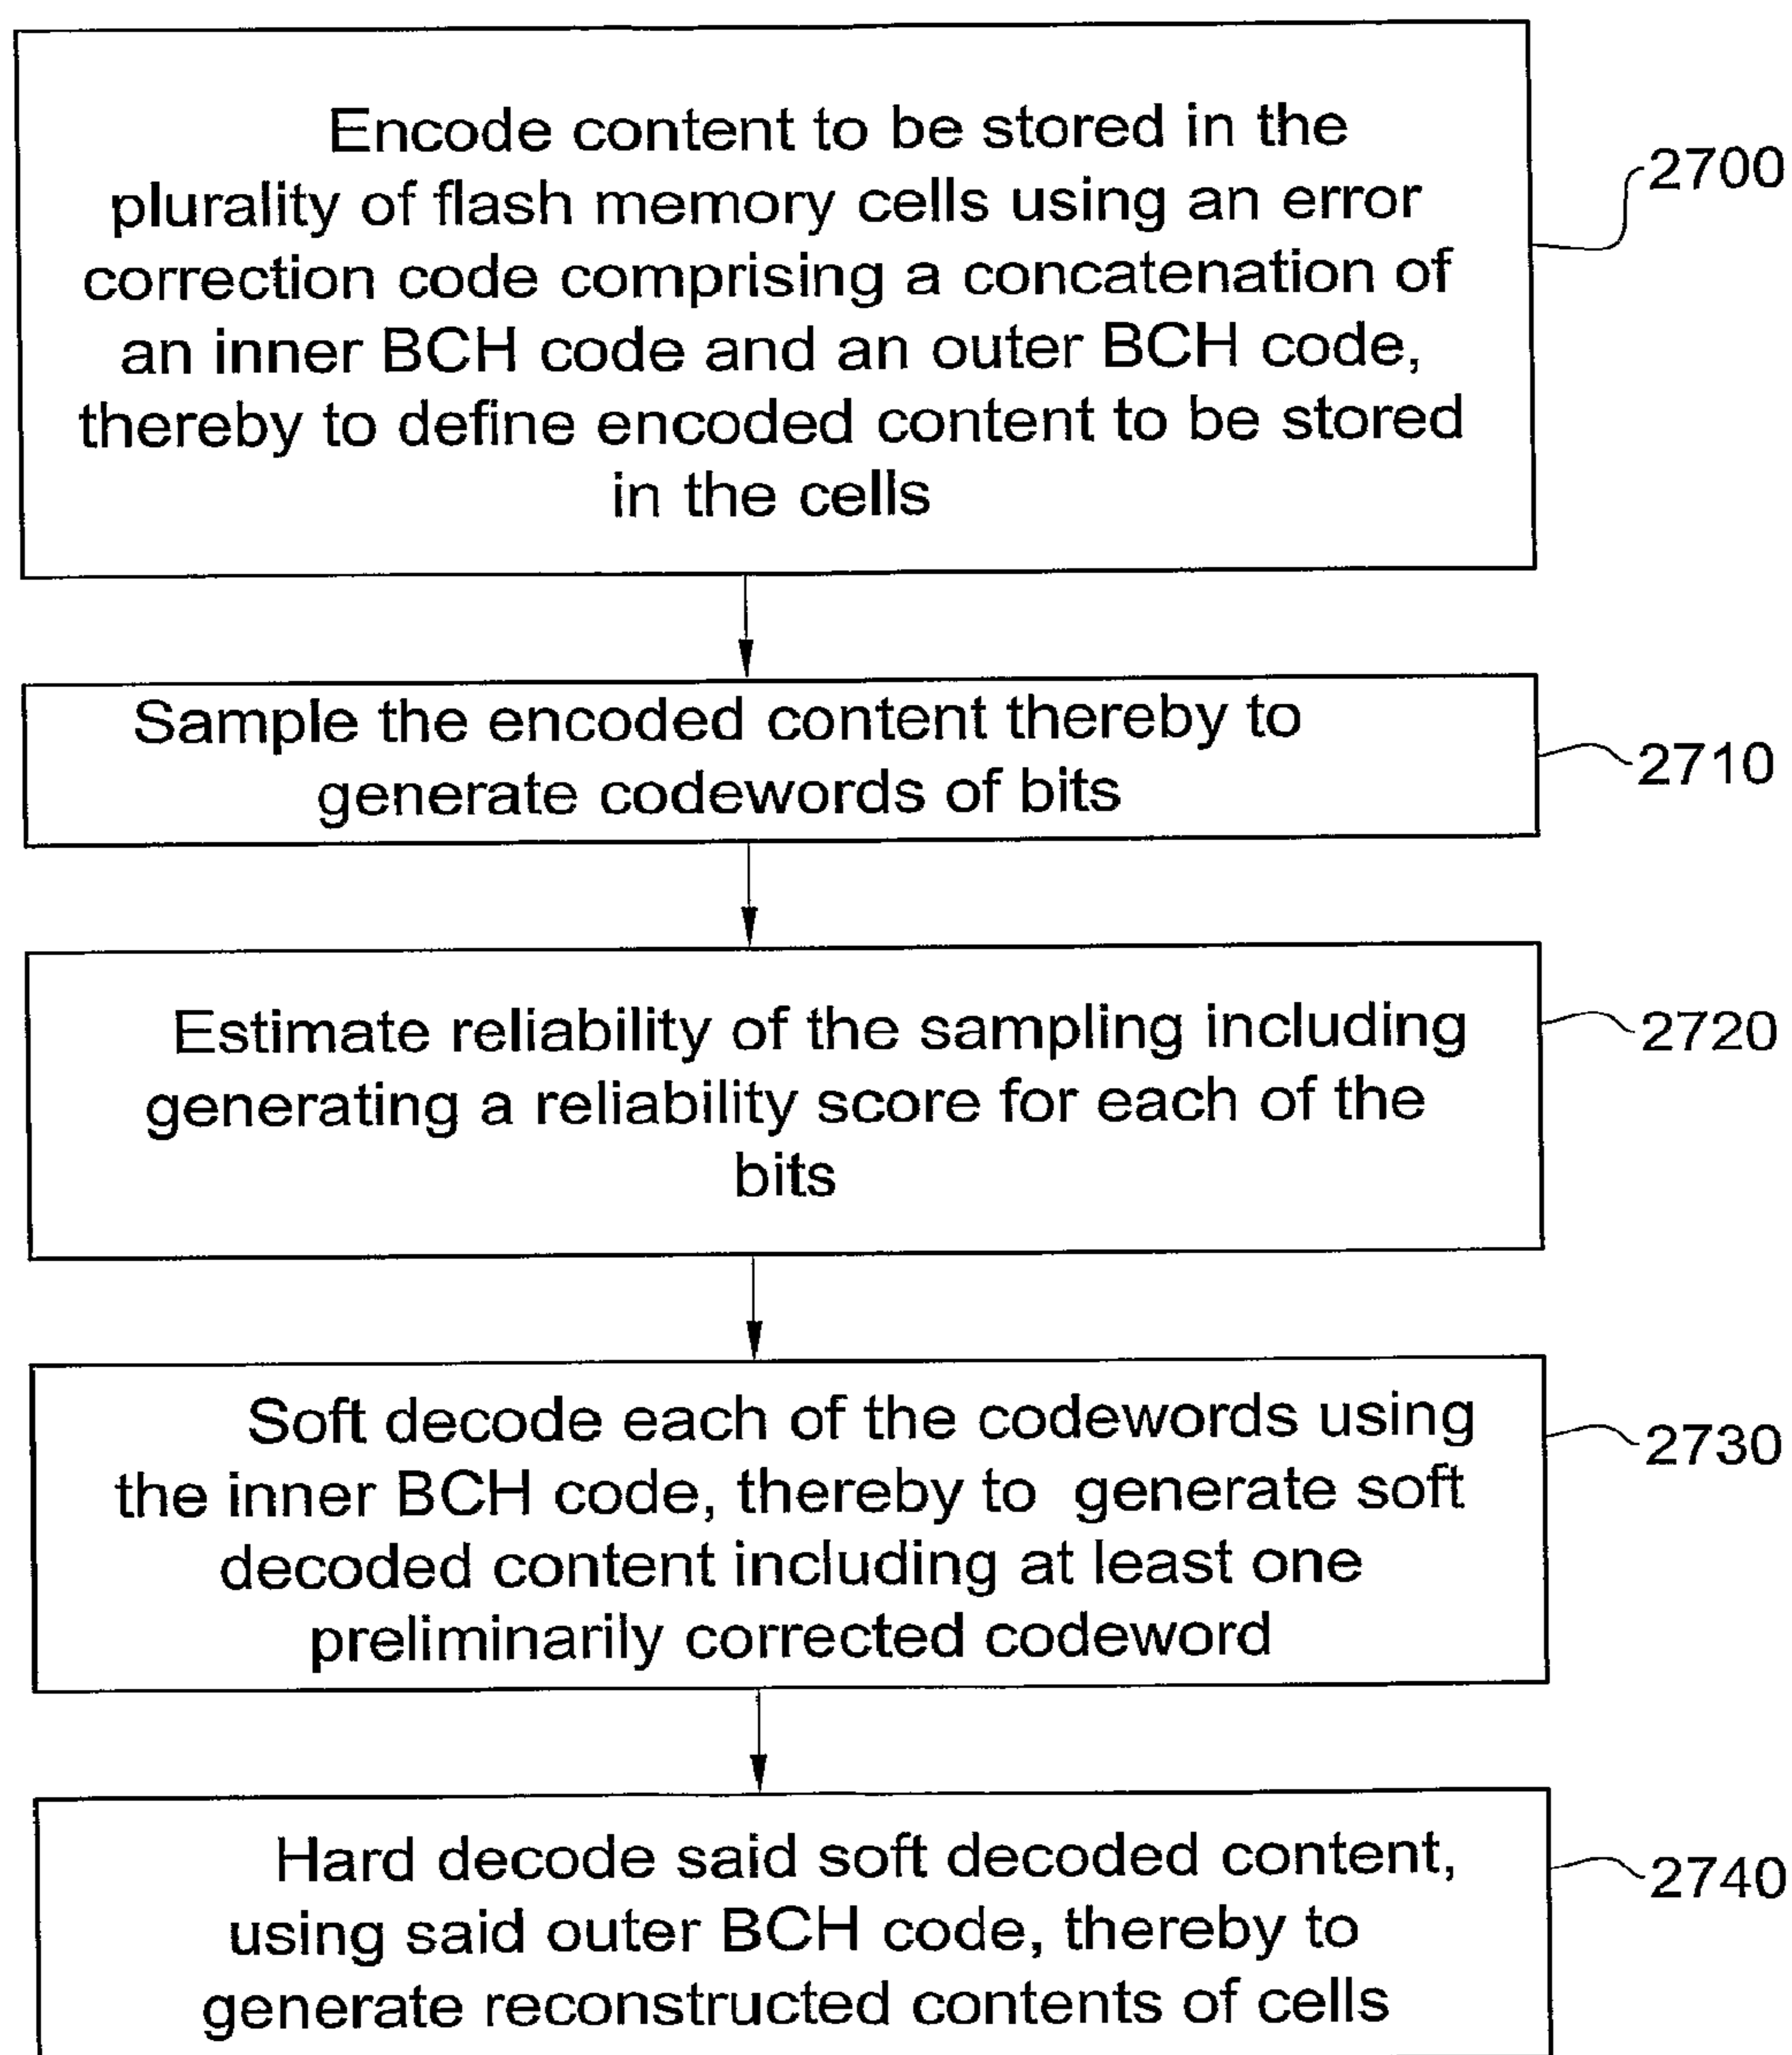 Encode content to be stored in the
plurality of flash memory cells using an error
correction code comprising a concatenation of
an inner BCH code and an outer BCH code,
thereby to define encoded content to be stored
in the cells
2700
Sample the encoded content thereby to
generate codewords of bits
2710
Estimate reliability of the sampling including
generating a reliability score for each of the
bits
2720
Soft decode each of the codewords using
the inner BCH code, thereby to generate soft
decoded content including at least one
preliminarily corrected codeword
2730
Hard decode said soft decoded content,
using said outer BCH code, thereby to
generate reconstructed contents of cells
2740